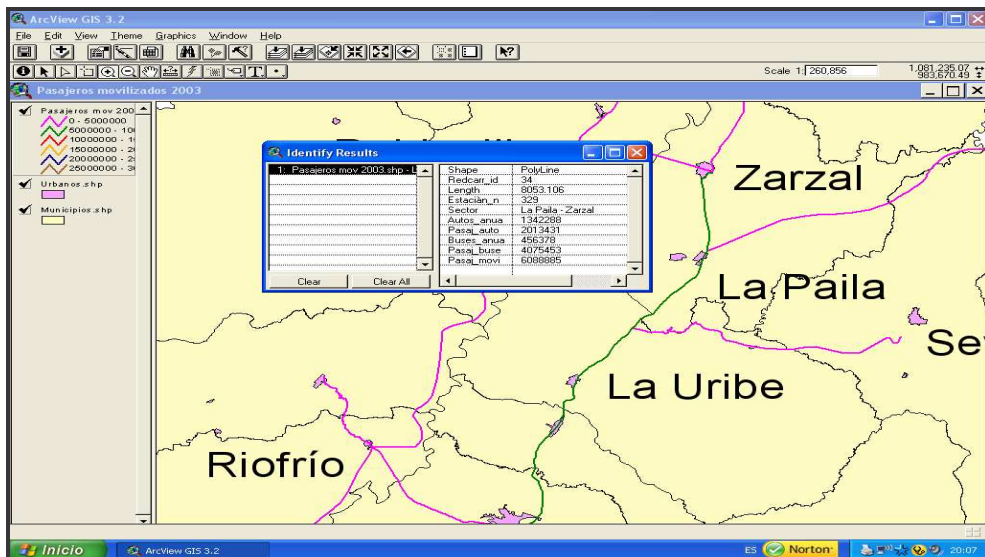 ArcView GIS 3.2
File Edit View Theme Graphics Window Help
Scale 1: 260,856
1,081,235.07
983,670.49
Pasajeros movilizados 2003
Pasajeros mov 200
0 - 5000000
5000000 - 10
10000000 - 1
15000000 - 2
20000000 - 2
25000000 - 3
Urbanos.shp
Municipios.shp
Identify Results
1: Pasajeros mov 2003.shp - L
Shape PolyLine
Redcarr_id 34
Length 8053.106
Estaciàn_n 329
Sector La Paila - Zarzal
Autos_anua 1342288
Pasaj_auto 2013431
Buses_anua 456378
Pasaj_buse 4075453
Pasaj_movi 6088885
Clear Clear All
Zarzal
La Paila
Se
La Uribe
Riofrío
Inicio ArcView GIS 3.2 ES Norton 20:07